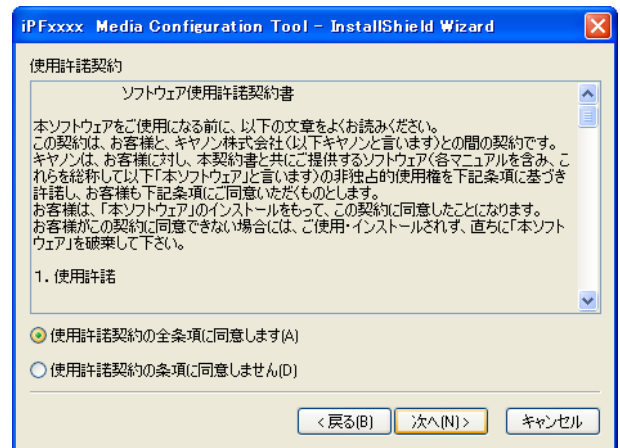 iPFxxxx Media Configuration Tool - InstallShield Wizard
使用許諾契約
ソフトウェア使用許諾契約書
本ソフトウェアをご使用になる前に、以下の文章をよくお読みください。
この契約は、お客様と、キヤノン株式会社(以下キヤノンと言います)との間の契約です。
キヤノンは、お客様に対し、本契約書と共にご提供するソフトウェア(各マニュアルを含み、こ
れらを総称して以下「本ソフトウェア」と言います)の非独占的使用権を下記条項に基づき
許諾し、お客様も下記条項にご同意いただくものとします。
お客様は、「本ソフトウェア」のインストールをもって、この契約に同意したことになります。
お客様がこの契約に同意できない場合には、ご使用・インストールされず、直ちに「本ソフト
ウェア」を破棄して下さい。
1. 使用許諾
使用許諾契約の全条項に同意します(A)
使用許諾契約の条項に同意しません(D)
< 戻る(B)
次へ(N) >
キャンセル